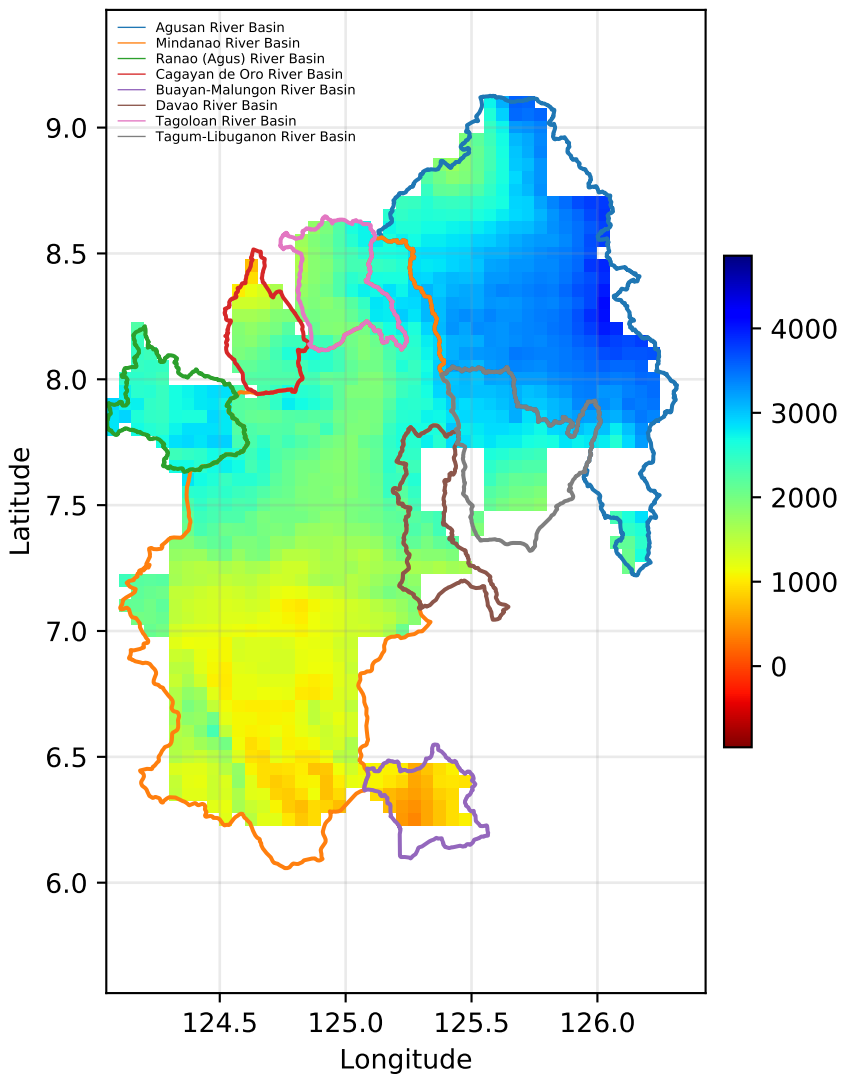 Agusan River Basin
Mindanao River Basin
Ranao (Agus) River Basin
Cagayan de Oro River Basin
Buayan-Malungon River Basin
Davao River Basin
Tagoloan River Basin
Tagum-Libuganon River Basin
9.0
8.5
8.0
7.5
7.0
6.5
6.0
Latitude
124.5 125.0 125.5 126.0
Longitude
4000
3000
2000
1000
0